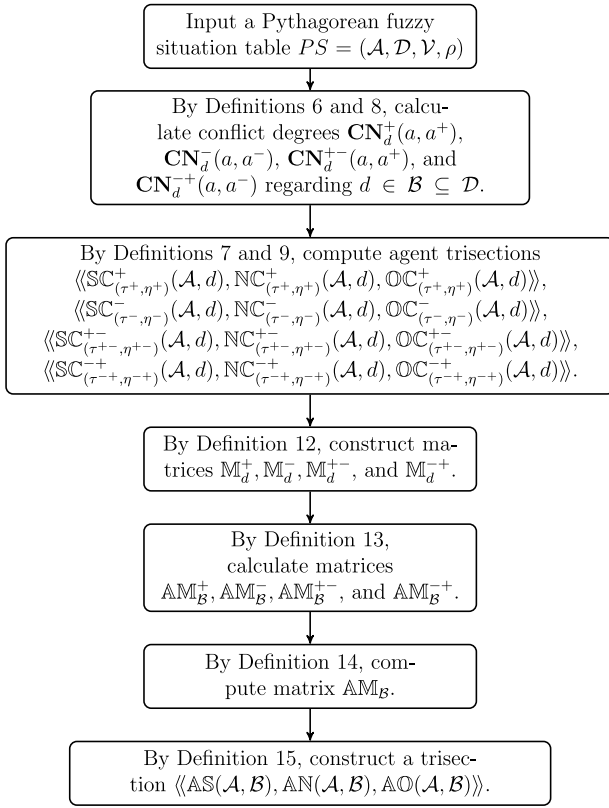 Input a Pythagorean fuzzy
situation table PS = (𝒜, 𝒟, 𝒱, ρ)
By Definitions 6 and 8, calcu-
late conflict degrees 𝐂𝐍_d^+(a, a^+),
𝐂𝐍_d^-(a, a^-), 𝐂𝐍_d^{+-}(a, a^+), and
𝐂𝐍_d^{-+}(a, a^-) regarding d ∈ ℬ ⊆ 𝒟.
By Definitions 7 and 9, compute agent trisections
⟪𝕊ℂ^+_{(τ^+,η^+)}(𝒜, d), ℕℂ^+_{(τ^+,η^+)}(𝒜, d), 𝕆ℂ^+_{(τ^+,η^+)}(𝒜, d)⟫,
⟪𝕊ℂ^-_{(τ^-,η^-)}(𝒜, d), ℕℂ^-_{(τ^-,η^-)}(𝒜, d), 𝕆ℂ^-_{(τ^-,η^-)}(𝒜, d)⟫,
⟪𝕊ℂ^{+-}_{(τ^{+-},η^{+-})}(𝒜, d), ℕℂ^{+-}_{(τ^{+-},η^{+-})}(𝒜, d), 𝕆ℂ^{+-}_{(τ^{+-},η^{+-})}(𝒜, d)⟫,
⟪𝕊ℂ^{-+}_{(τ^{-+},η^{-+})}(𝒜, d), ℕℂ^{-+}_{(τ^{-+},η^{-+})}(𝒜, d), 𝕆ℂ^{-+}_{(τ^{-+},η^{-+})}(𝒜, d)⟫.
By Definition 12, construct ma-
trices 𝕄_d^+, 𝕄_d^-, 𝕄_d^{+-}, and 𝕄_d^{-+}.
By Definition 13,
calculate matrices
𝔸𝕄_ℬ^+, 𝔸𝕄_ℬ^-, 𝔸𝕄_ℬ^{+-}, and 𝔸𝕄_ℬ^{-+}.
By Definition 14, com-
pute matrix 𝔸𝕄_ℬ.
By Definition 15, construct a trisec-
tion ⟪𝔸𝕊(𝒜, ℬ), 𝔸ℕ(𝒜, ℬ), 𝔸𝕆(𝒜, ℬ)⟫.